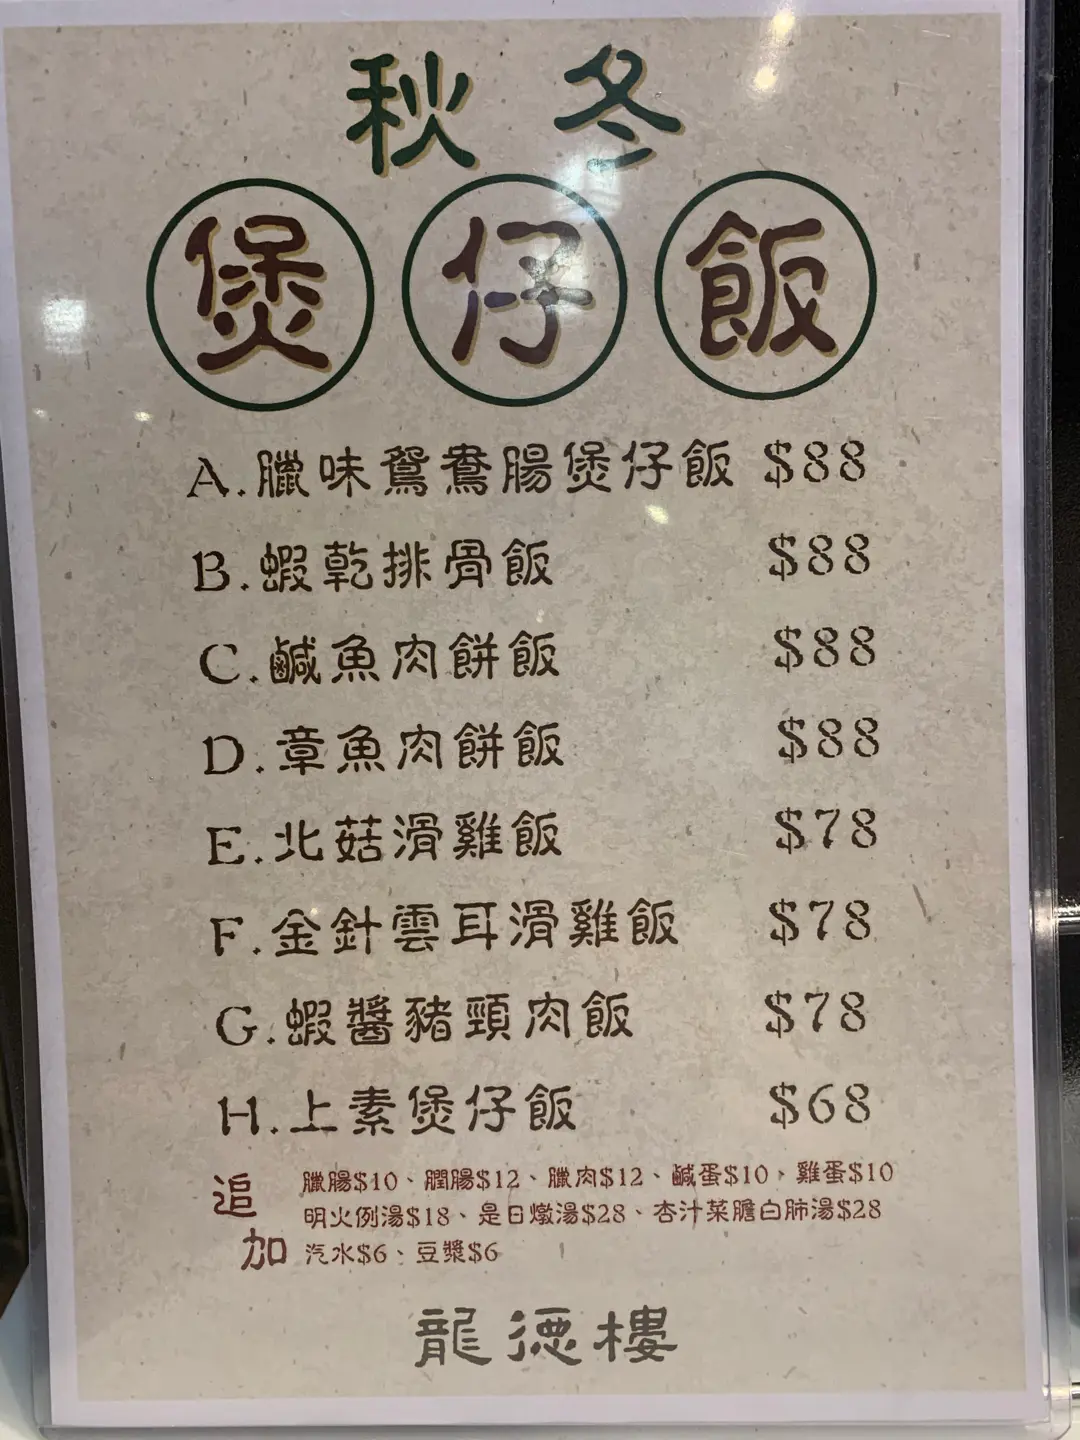 秋冬
煲仔飯
A.臘味鴛鴦腸煲仔飯 $88
B.蝦乾排骨飯 $88
C.鹹魚肉餅飯 $88
D.章魚肉餅飯 $88
E.北菇滑雞飯 $78
F.金針雲耳滑雞飯 $78
G.蝦醬豬頸肉飯 $78
H.上素煲仔飯 $68
追加
臘腸$10、潤腸$12、臘肉$12、鹹蛋$10、雞蛋$10
明火例湯$18、是日燉湯$28、杏汁菜膽白肺湯$28
汽水$6、豆漿$6
龍德樓